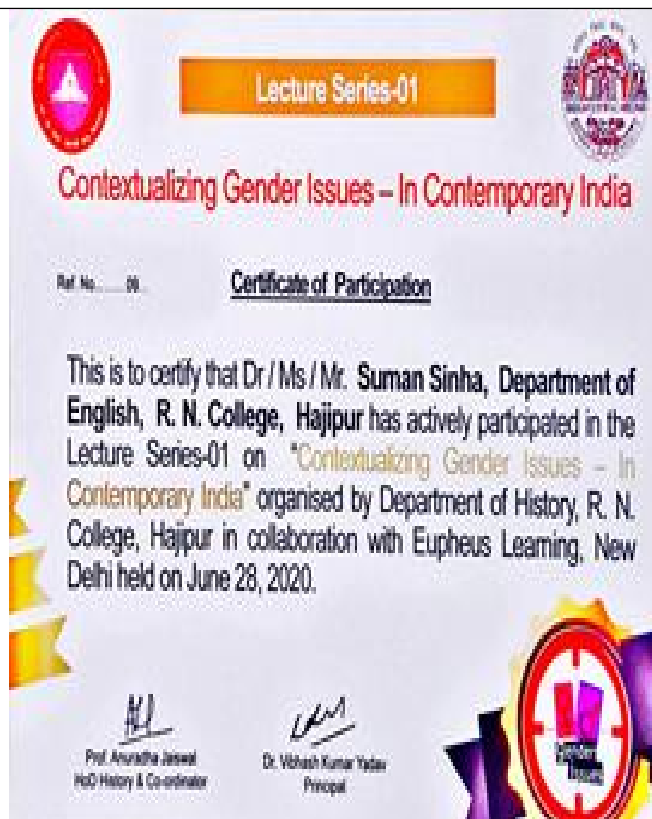 Lecture Series-01
Contextualizing Gender Issues – In Contemporary India
Ref. No........09..
Certificate of Participation
This is to certify that Dr / Ms / Mr. Suman Sinha, Department of
English, R. N. College, Hajipur has actively participated in the
Lecture Series-01 on "Contextualizing Gender Issues – In
Contemporary India" organised by Department of History, R. N.
College, Hajipur in collaboration with Eupheus Learning, New
Delhi held on June 28, 2020.
Prof. Anuradha Jaiswal
HoD History & Co-ordinator
Dr. Vibhash Kumar Yadav
Principal
Gender